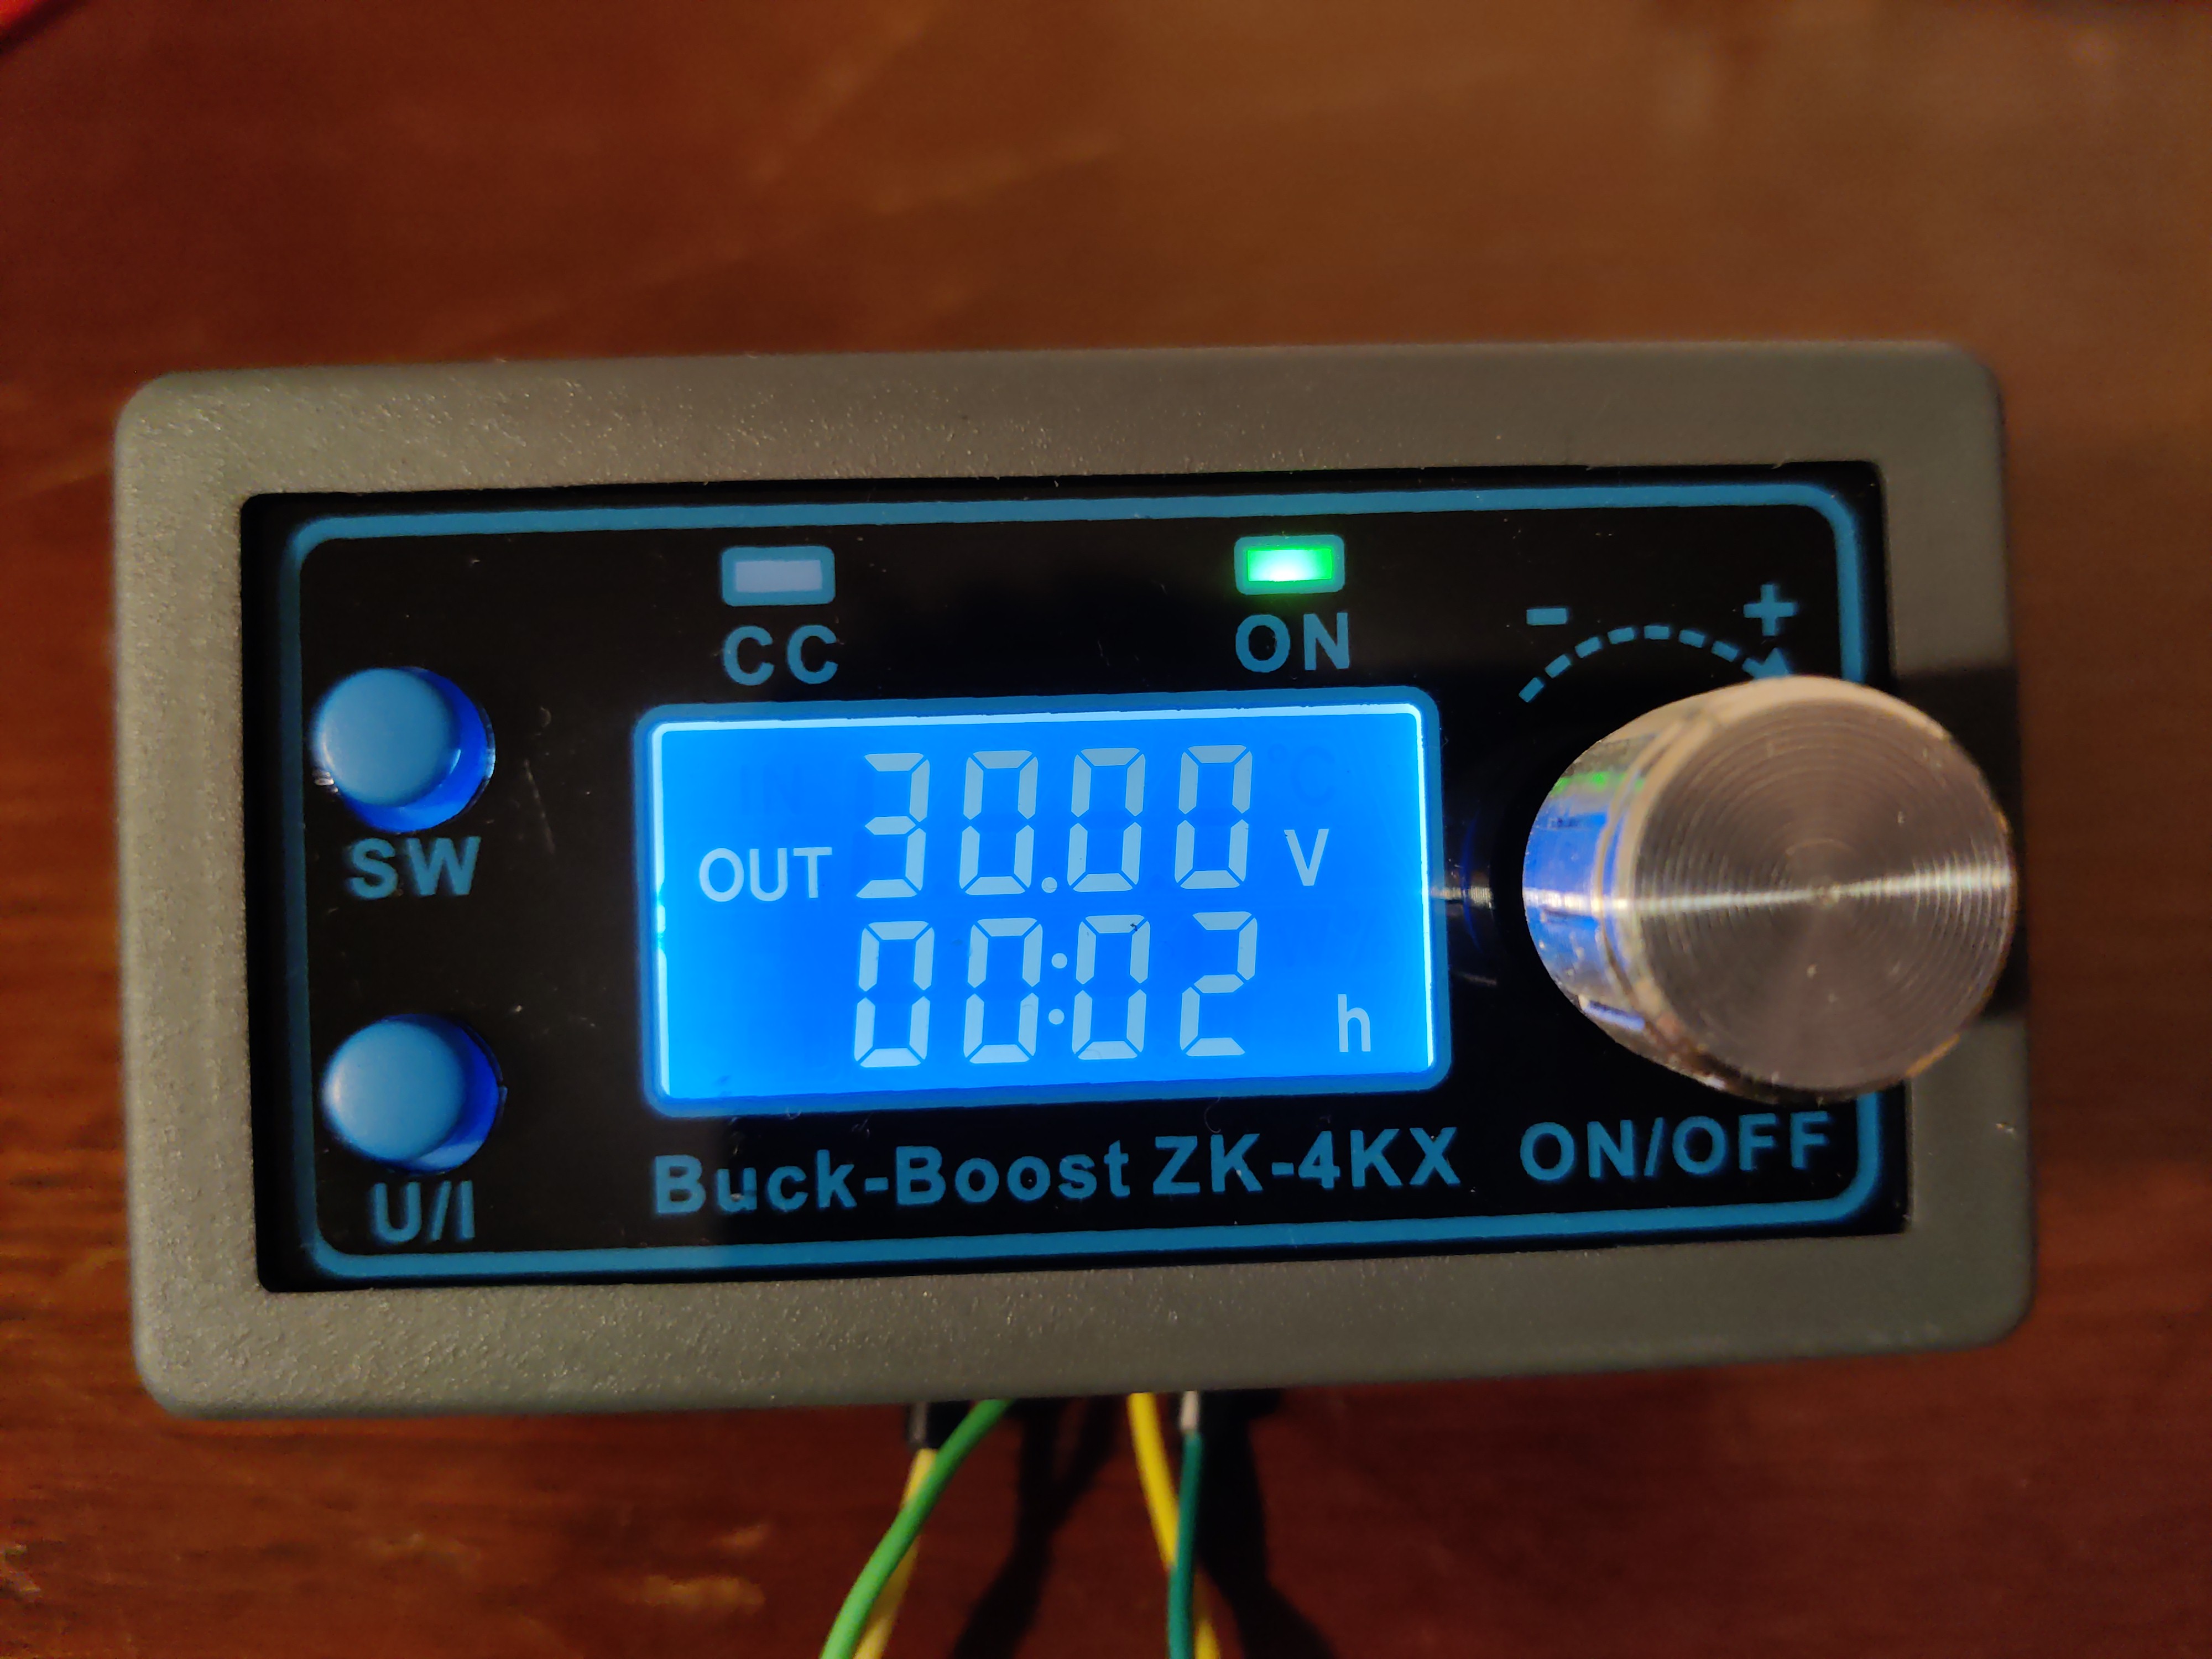 CC ON
- +
OUT 30.00 V
00:02 h
SW
U/I
Buck-Boost ZK-4KX
ON/OFF